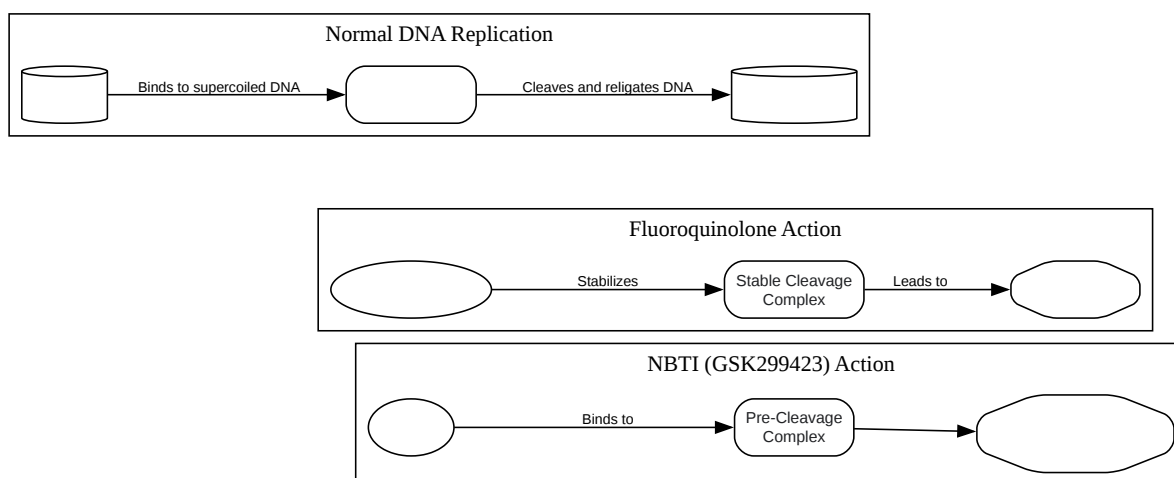 Normal DNA Replication
Binds to supercoiled DNA
Cleaves and religates DNA
Fluoroquinolone Action
Stabilizes
Stable Cleavage
Complex
Leads to
NBTI (GSK299423) Action
Binds to
Pre-Cleavage
Complex